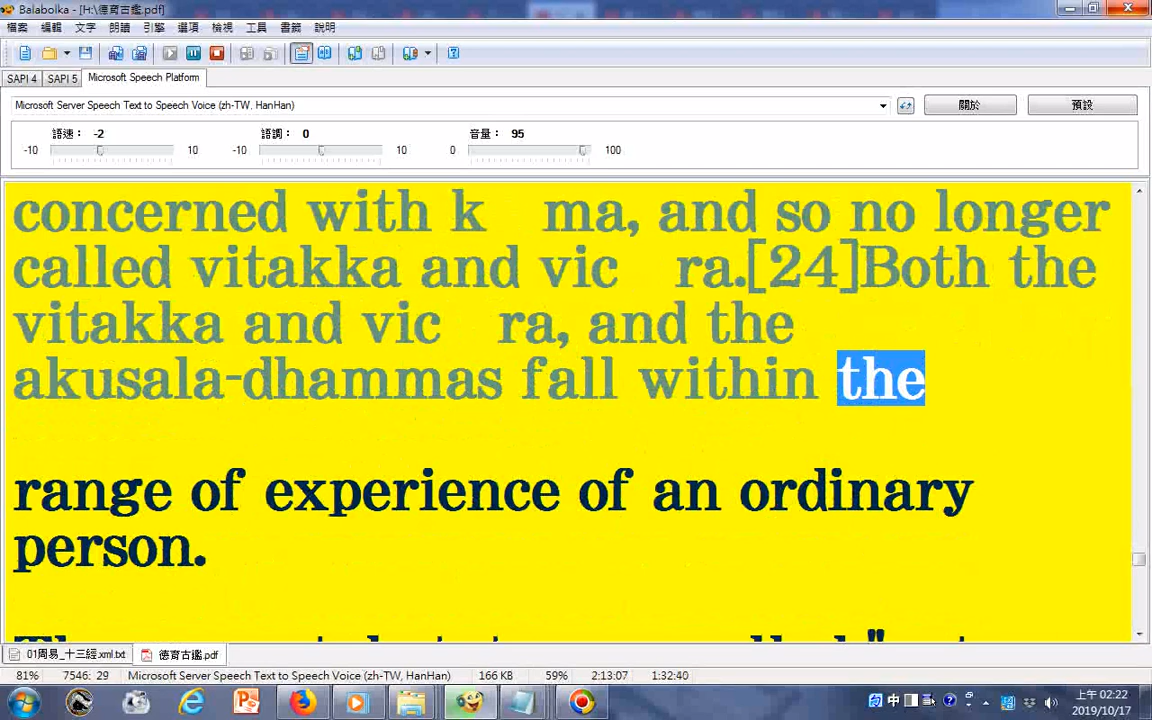 Balabolka - [H:\德育古鑑.pdf]
檔案 編輯 文字 朗讀 引擎 選項 檢視 工具 書籤 說明
SAPI 4 SAPI 5 Microsoft Speech Platform
Microsoft Server Speech Text to Speech Voice (zh-TW, HanHan) 關於 預設
語速: -2 語調: 0 音量: 95
-10 10 -10 10 0 100
concerned with k ma, and so no longer
called vitakka and vic ra.[24]Both the
vitakka and vic ra, and the
akusala-dhammas fall within the
range of experience of an ordinary
person.
01周易_十三經.xml.txt 德育古鑑.pdf
81% 7546: 29 Microsoft Server Speech Text to Speech Voice (zh-TW, HanHan) 166 KB 59% 2:13:07 1:32:40
中
上午 02:22
2019/10/17